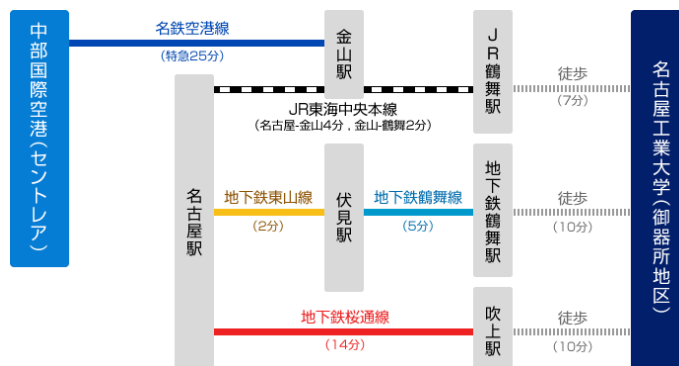 中部国際空港(セントレア)
名鉄空港線
(特急25分)
金山駅
JR鶴舞駅
徒歩
(7分)
名古屋工業大学(御器所地区)
JR東海中央本線
(名古屋-金山4分 , 金山-鶴舞2分)
名古屋駅
地下鉄東山線
(2分)
伏見駅
地下鉄鶴舞線
(5分)
地下鉄鶴舞駅
徒歩
(10分)
地下鉄桜通線
(14分)
吹上駅
徒歩
(10分)